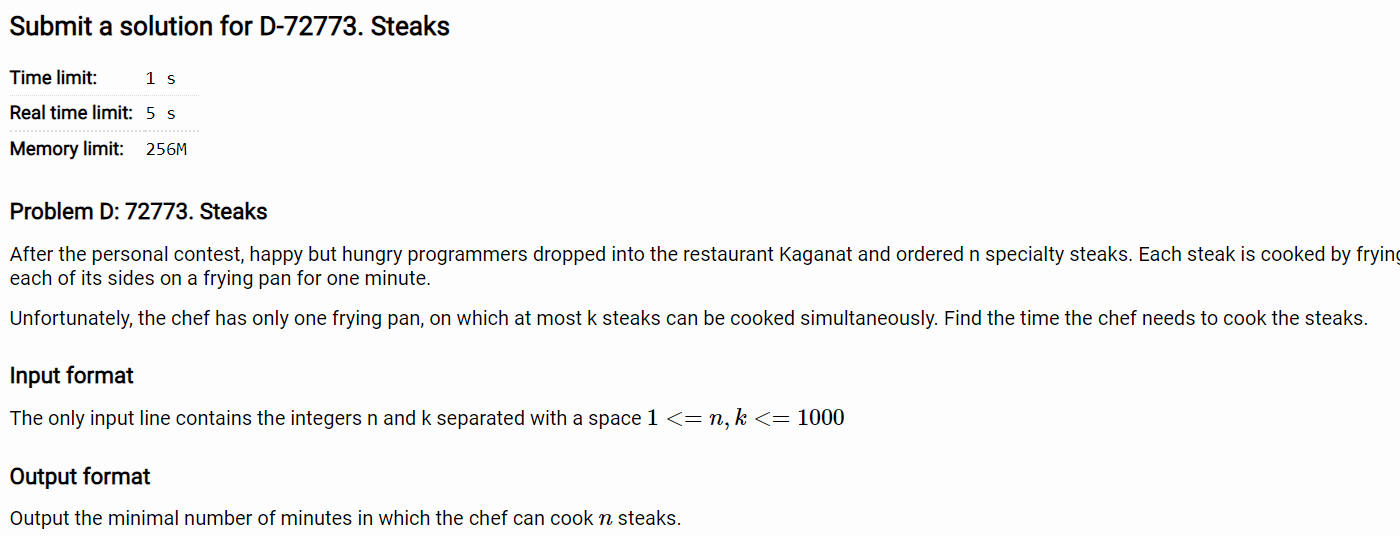 Submit a solution for D-72773. Steaks
Time limit: 1 s
Real time limit: 5 s
Memory limit: 256M
Problem D: 72773. Steaks
After the personal contest, happy but hungry programmers dropped into the restaurant Kaganat and ordered n specialty steaks. Each steak is cooked by frying
each of its sides on a frying pan for one minute.
Unfortunately, the chef has only one frying pan, on which at most k steaks can be cooked simultaneously. Find the time the chef needs to cook the steaks.
Input format
The only input line contains the integers n and k separated with a space 1 <= n, k <= 1000
Output format
Output the minimal number of minutes in which the chef can cook n steaks.